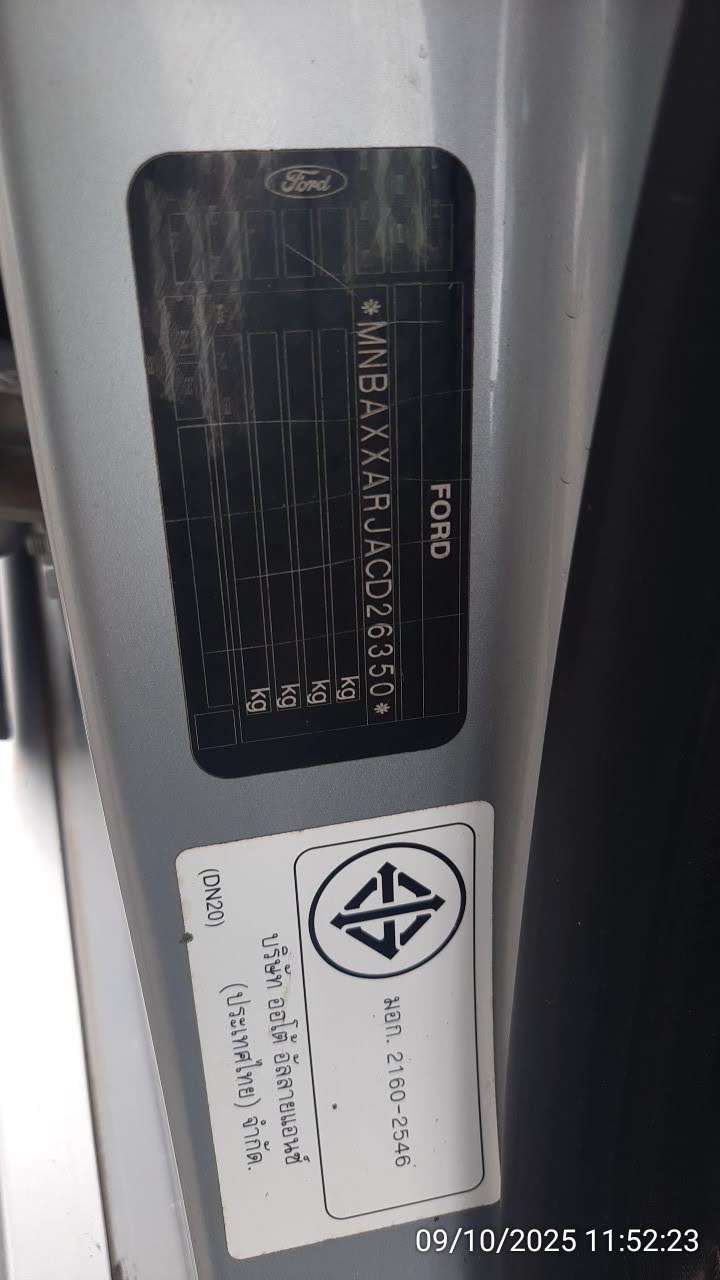 Ford
FORD
*MNBAXXARJACD26350*
kg
kg
kg
kg
มอก. 2160-2546
บริษัท ออโต้ อัลลายแอนซ์
(ประเทศไทย) จำกัด.
(DN20)
09/10/2025 11:52:23